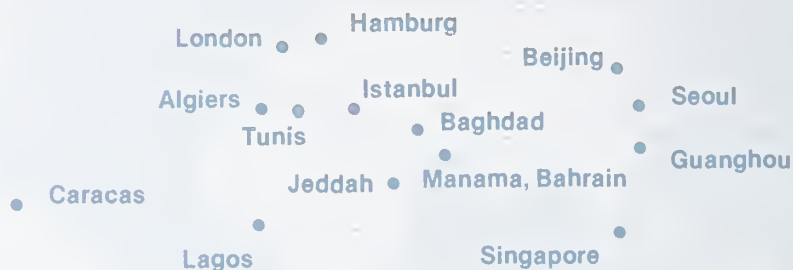 Hamburg
London
Beijing
Algiers
Istanbul
Seoul
Tunis
Baghdad
Guanghou
Jeddah
Manama, Bahrain
Caracas
Lagos
Singapore